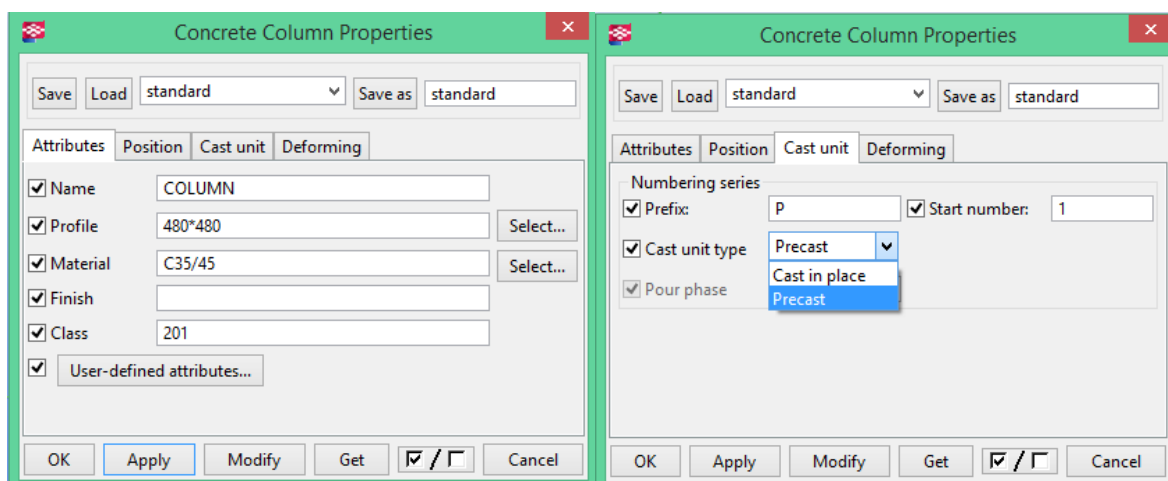 Concrete Column Properties
Save Load standard Save as standard
Attributes Position Cast unit Deforming
Name COLUMN
Profile 480*480 Select...
Material C35/45 Select...
Finish
Class 201
User-defined attributes...
OK Apply Modify Get / Cancel
Concrete Column Properties
Save Load standard Save as standard
Attributes Position Cast unit Deforming
Numbering series
Prefix: P Start number: 1
Cast unit type Precast
Cast in place
Pour phase Precast
OK Apply Modify Get / Cancel